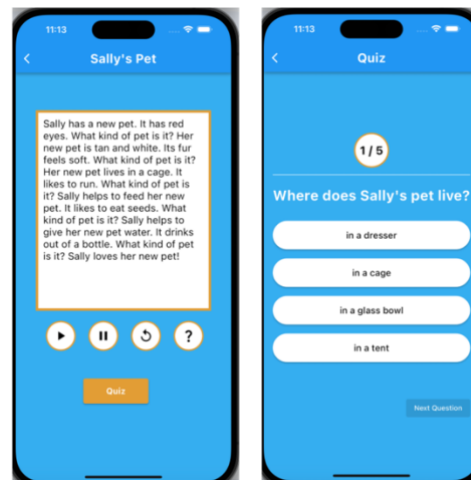 11:13
Sally's Pet
Sally has a new pet. It has red
eyes. What kind of pet is it? Her
new pet is tan and white. Its fur
feels soft. What kind of pet is it?
Her new pet lives in a cage. It
likes to run. What kind of pet is
it? Sally helps to feed her new
pet. It likes to eat seeds. What
kind of pet is it? Sally helps to
give her new pet water. It drinks
out of a bottle. What kind of pet
is it? Sally loves her new pet!
?
Quiz
11:13
Quiz
1 / 5
Where does Sally's pet live?
in a dresser
in a cage
in a glass bowl
in a tent
Next Question